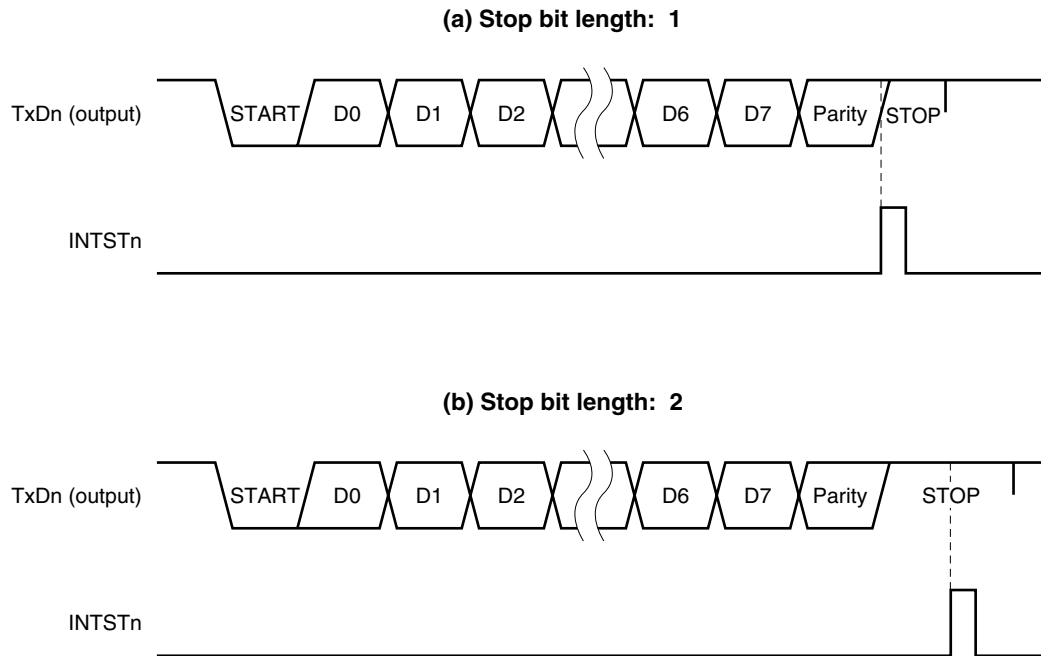 (a) Stop bit length: 1
TxDn (output) START D0 D1 D2 D6 D7 Parity STOP
INTSTn
(b) Stop bit length: 2
TxDn (output) START D0 D1 D2 D6 D7 Parity STOP
INTSTn